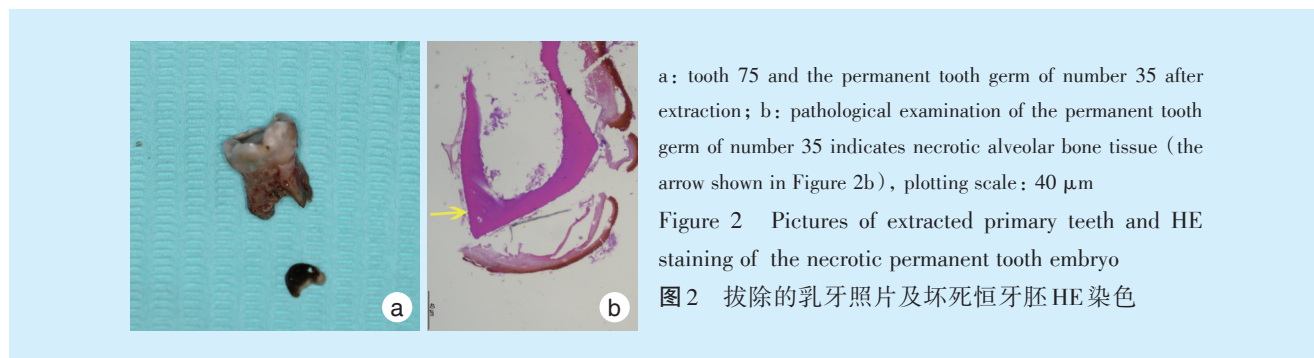 a
b
a: tooth 75 and the permanent tooth germ of number 35 after
extraction; b: pathological examination of the permanent tooth
germ of number 35 indicates necrotic alveolar bone tissue (the
arrow shown in Figure 2b), plotting scale: 40 μm
Figure 2 Pictures of extracted primary teeth and HE
staining of the necrotic permanent tooth embryo
图2 拔除的乳牙照片及坏死恒牙胚HE染色